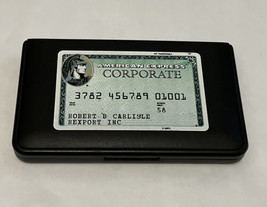 AMERICAN EXPRESS
CORPORATE
3782 456789 01001
58
ROBERT B CARLISLE
REXPORT INC